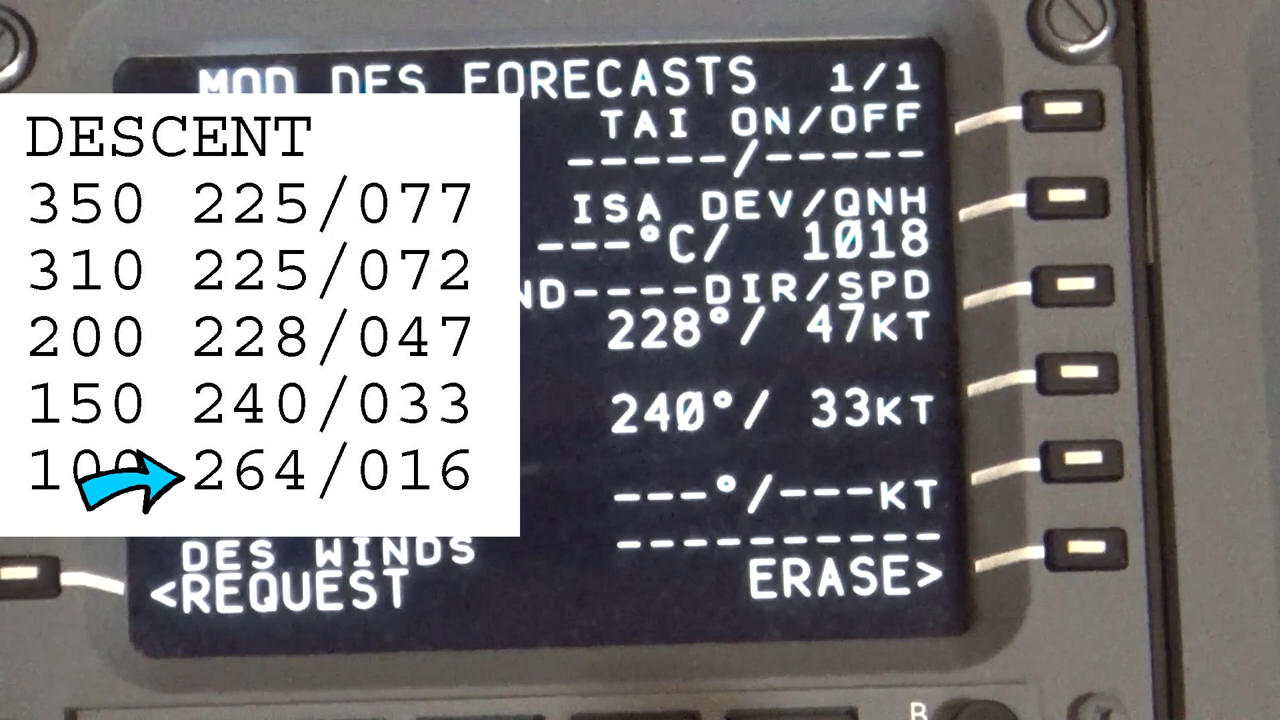 MOD DES FORECASTS 1/1
TAI ON/OFF
-----/-----
ISA DEV/QNH
---°C/ 1018
ND----DIR/SPD
228°/ 47KT
240°/ 33KT
---°/---KT
----------
DES WINDS
<REQUEST
ERASE>
DESCENT
350 225/077
310 225/072
200 228/047
150 240/033
100 264/016
B